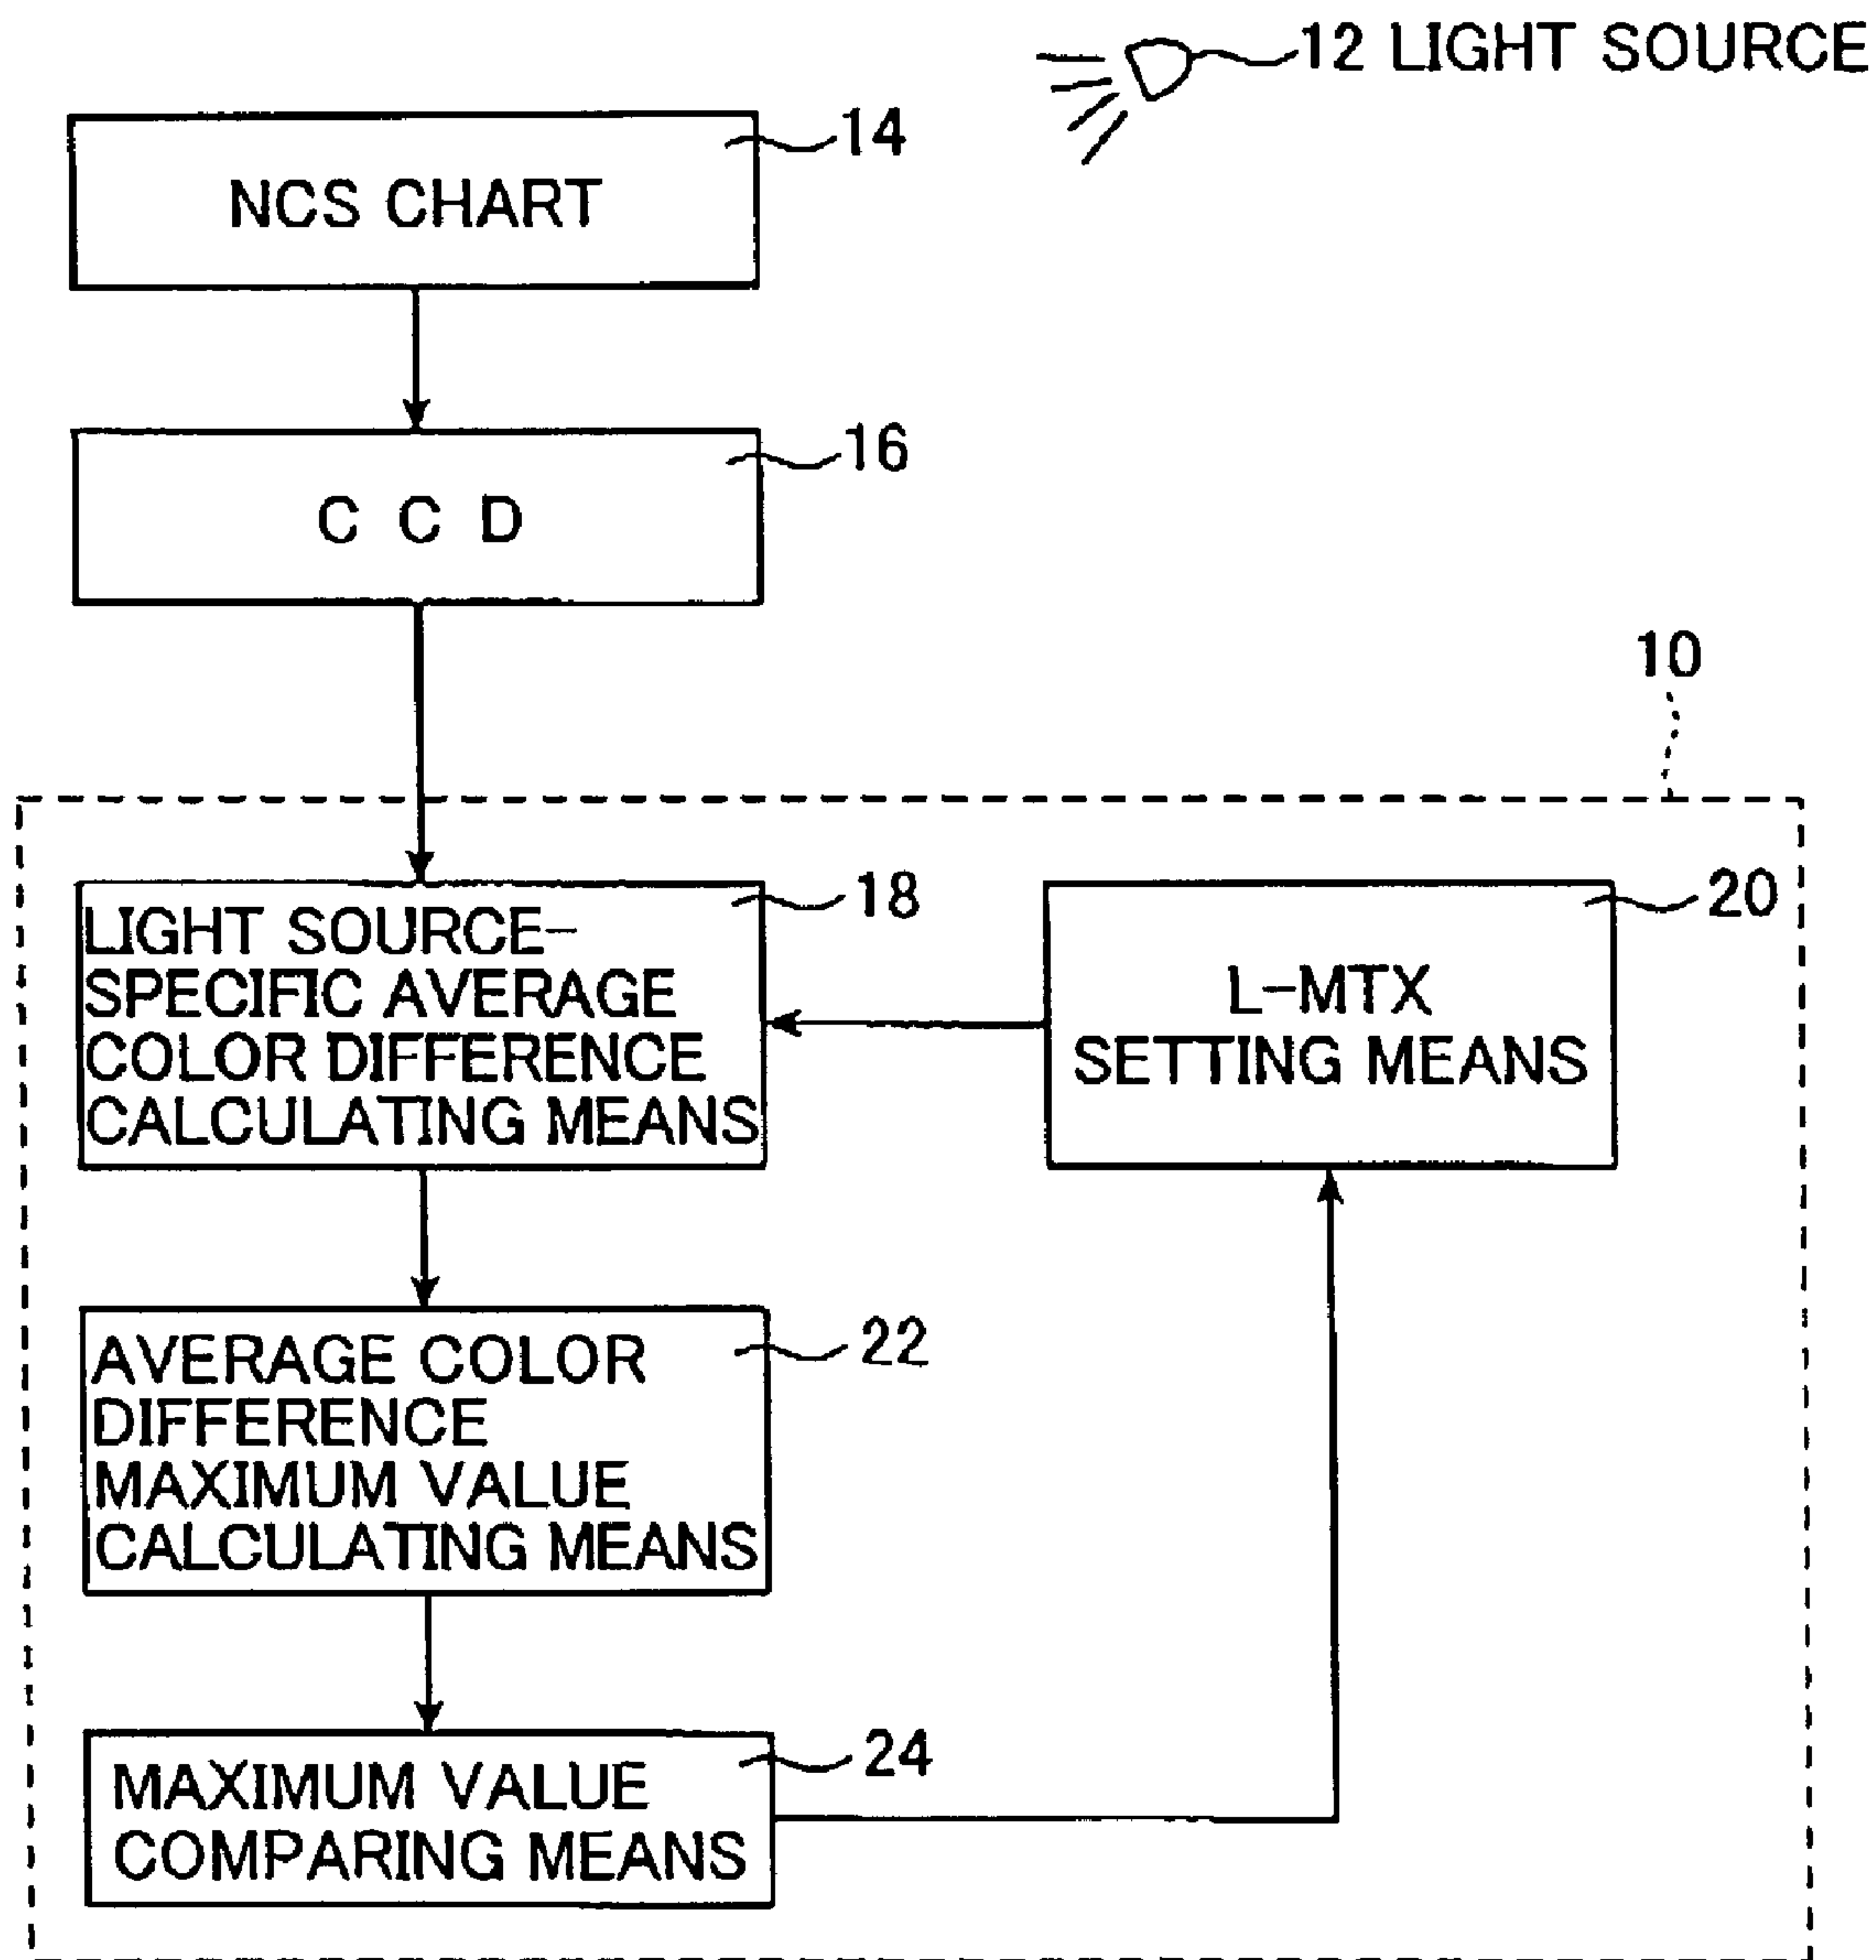 12 LIGHT SOURCE
14
NCS CHART
16
C C D
10
18
LIGHT SOURCE-
SPECIFIC AVERAGE
COLOR DIFFERENCE
CALCULATING MEANS
20
L-MTX
SETTING MEANS
22
AVERAGE COLOR
DIFFERENCE
MAXIMUM VALUE
CALCULATING MEANS
24
MAXIMUM VALUE
COMPARING MEANS